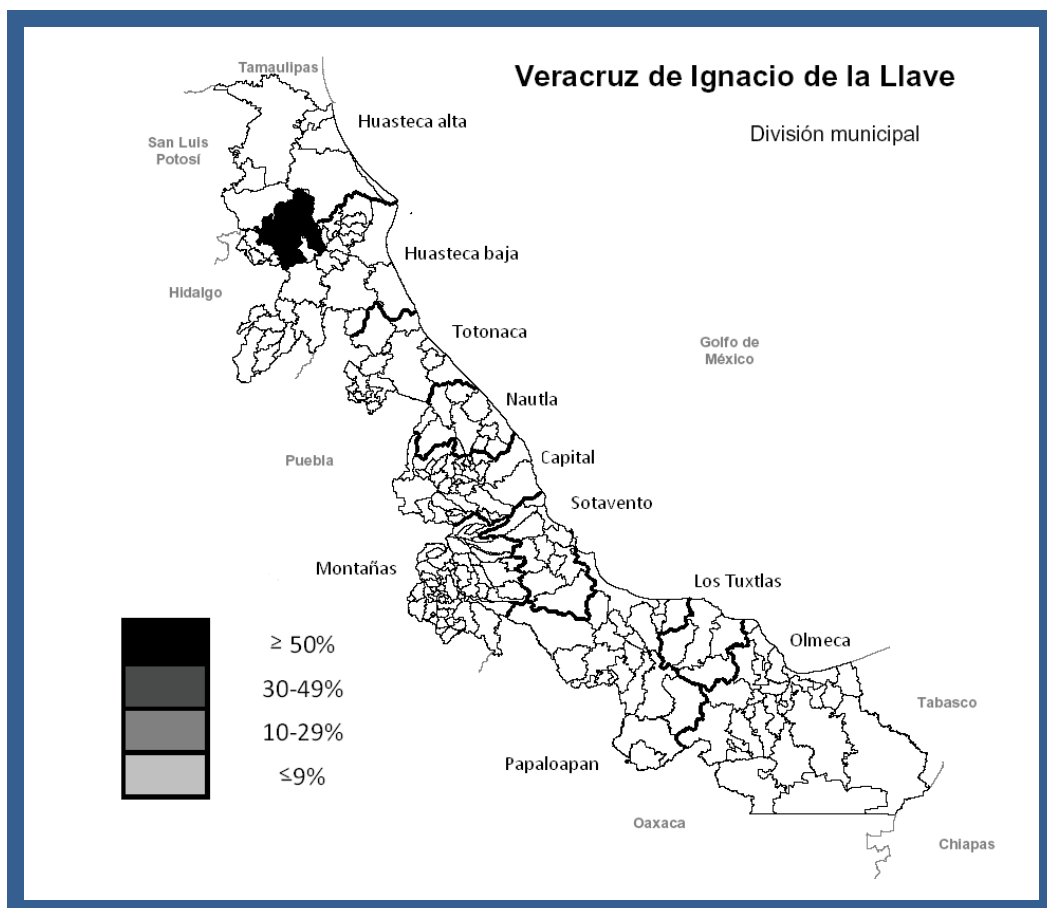 Veracruz de Ignacio de la Llave
División municipal
Tamaulipas
Huasteca alta
San Luis
Potosí
Huasteca baja
Hidalgo
Totonaca
Golfo de
México
Nautla
Puebla
Capital
Sotavento
Montañas
Los Tuxtlas
Olmeca
Tabasco
Papaloapan
Oaxaca
Chiapas
≥ 50%
30-49%
10-29%
≤9%